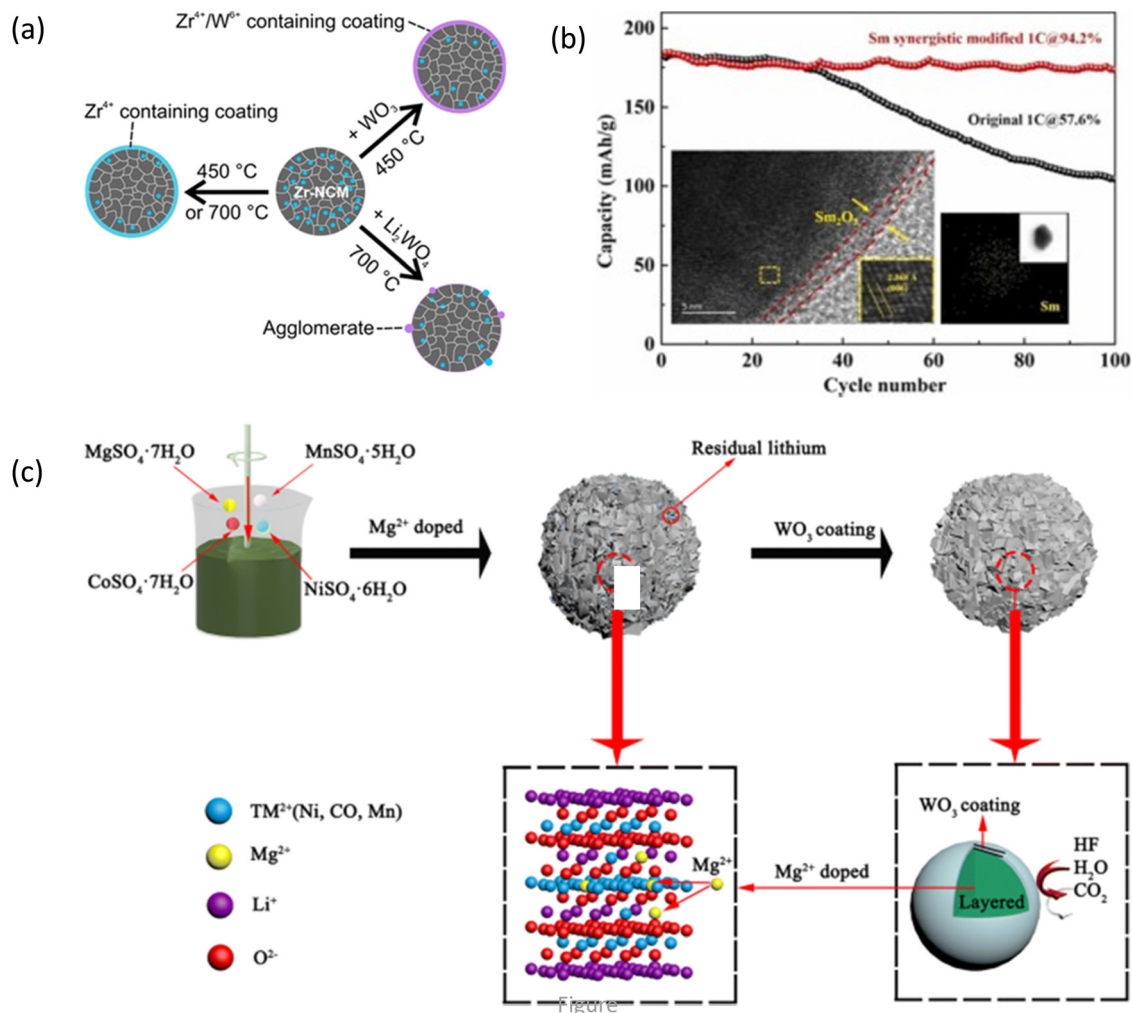 (a)
Zr⁴⁺/W⁶⁺ containing coating
Zr⁴⁺ containing coating
+ WO₃
450 °C
450 °C
or 700 °C
Zr-NCM
+ Li₂WO₄
700 °C
Agglomerate
(b)
200
150
100
50
0
Capacity (mAh/g)
Sm synergistic modified 1C@94.2%
Original 1C@57.6%
Sm₂O₃
5 nm
Sm
0
20
40
60
80
100
Cycle number
(c)
MgSO₄·7H₂O
MnSO₄·5H₂O
CoSO₄·7H₂O
NiSO₄·6H₂O
Mg²⁺ doped
Residual lithium
WO₃ coating
TM²⁺(Ni, CO, Mn)
Mg²⁺
Li⁺
O²⁻
Mg²⁺
Mg²⁺ doped
WO₃ coating
Layered
HF
H₂O
CO₂
Figure